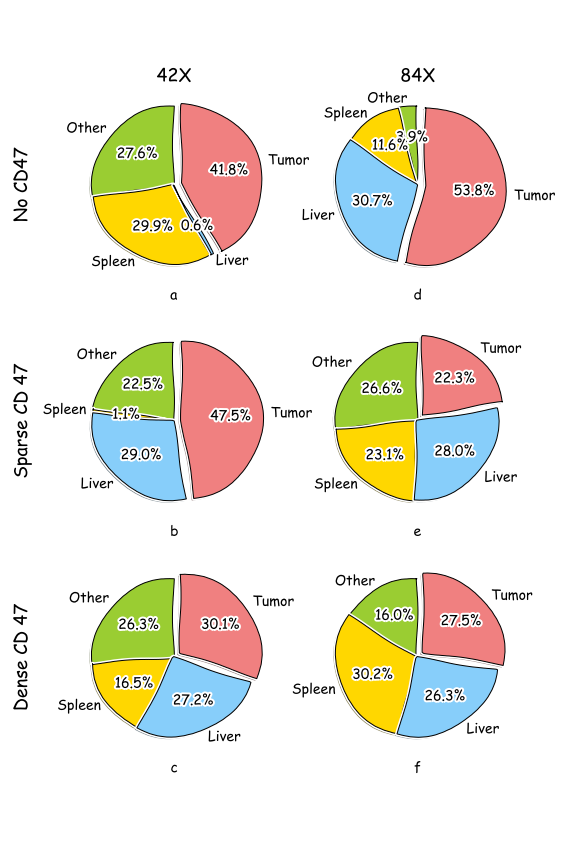 42X
84X
No CD47
Other
27.6%
41.8%
Tumor
29.9%
0.6%
Spleen
Liver
a
Other
Spleen
3.9%
11.6%
53.8%
Tumor
30.7%
Liver
d
Sparse CD 47
Other
22.5%
Spleen
1.1%
47.5%
Tumor
29.0%
Liver
b
Tumor
Other
22.3%
26.6%
23.1%
28.0%
Spleen
Liver
e
Dense CD 47
Other
Tumor
26.3%
30.1%
16.5%
27.2%
Spleen
Liver
c
Other
Tumor
16.0%
27.5%
30.2%
26.3%
Spleen
Liver
f